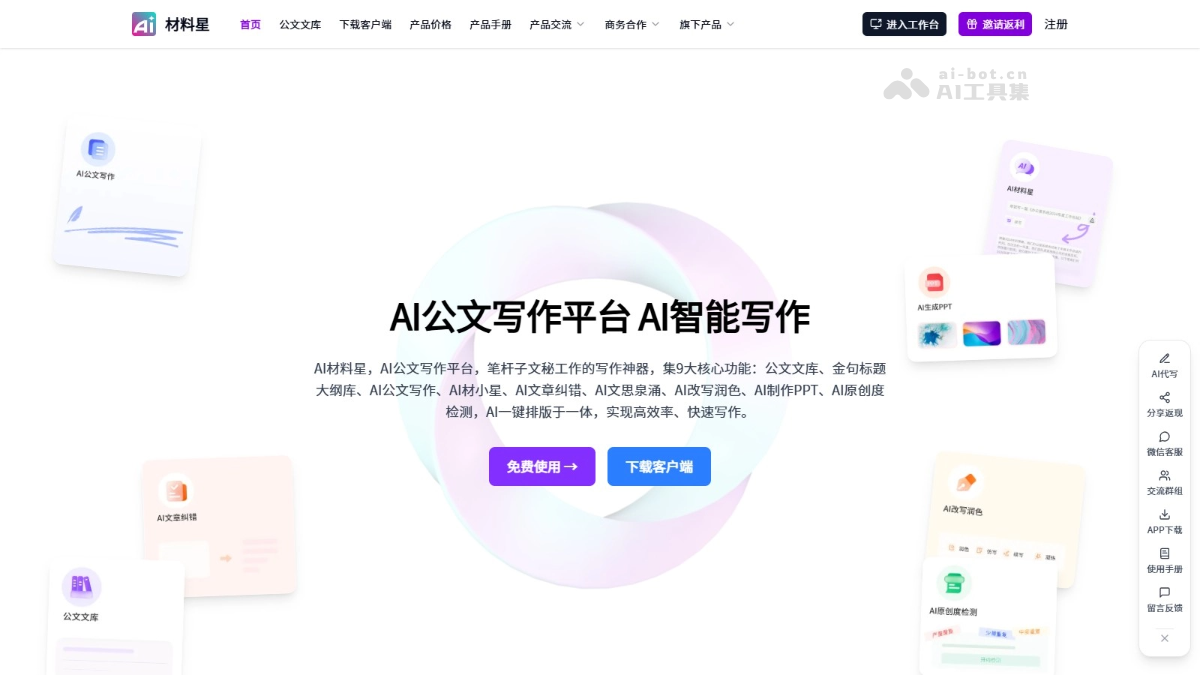 Ai 材料星 首页 公文文库 下载客户端 产品价格 产品手册 产品交流 商务合作 旗下产品 进入工作台 邀请返利 注册
ai-bot.cn
AI工具集
AI公文写作
AI材料星
AI生成PPT
AI公文写作平台 AI智能写作
AI材料星，AI公文写作平台，笔杆子文秘工作的写作神器，集9大核心功能：公文文库、金句标题
大纲库、AI公文写作、AI材小星、AI文章纠错、AI文思泉涌、AI改写润色、AI制作PPT、AI原创度
检测，AI一键排版于一体，实现高效率、快速写作。
免费使用 → 下载客户端
AI文章纠错
公文文库
AI改写润色
AI原创度检测
AI代写
分享返现
微信客服
交流群组
APP下载
使用手册
留言反馈